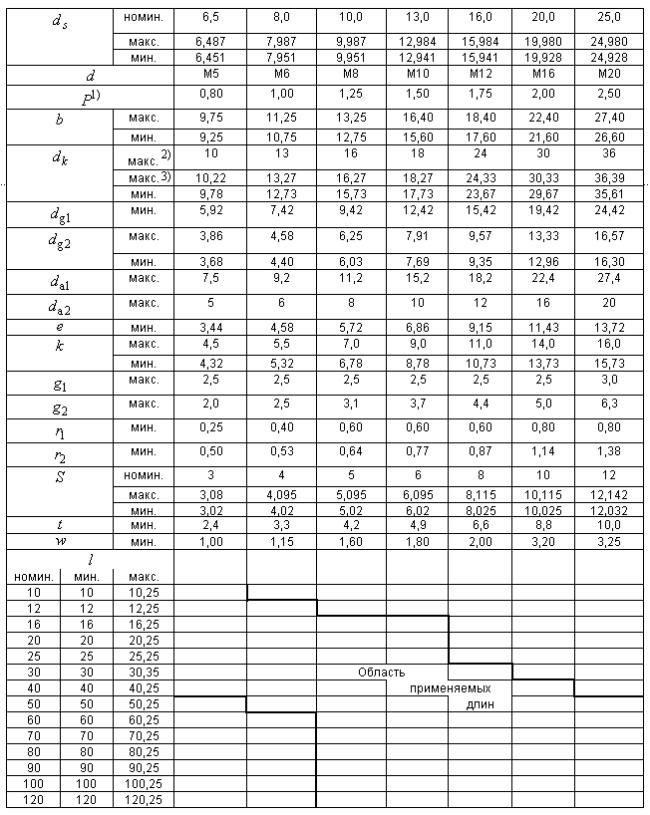 d s номин. 6,5 8,0 10,0 13,0 16,0 20,0 25,0
макс. 6,487 7,987 9,987 12,984 15,984 19,980 24,980
мин. 6,451 7,951 9,951 12,941 15,941 19,928 24,928
d М5 М6 М8 М10 М12 М16 М20
P1) 0,80 1,00 1,25 1,50 1,75 2,00 2,50
b макс. 9,75 11,25 13,25 16,40 18,40 22,40 27,40
мин. 9,25 10,75 12,75 15,60 17,60 21,60 26,60
dk макс. 2) 10 13 16 18 24 30 36
макс. 3) 10,22 13,27 16,27 18,27 24,33 30,33 36,39
мин. 9,78 12,73 15,73 17,73 23,67 29,67 35,61
dg1 мин. 5,92 7,42 9,42 12,42 15,42 19,42 24,42
dg2 макс. 3,86 4,58 6,25 7,91 9,57 13,33 16,57
мин. 3,68 4,40 6,03 7,69 9,35 12,96 16,30
da1 макс. 7,5 9,2 11,2 15,2 18,2 22,4 27,4
da2 макс. 5 6 8 10 12 16 20
e мин. 3,44 4,58 5,72 6,86 9,15 11,43 13,72
k макс. 4,5 5,5 7,0 9,0 11,0 14,0 16,0
мин. 4,32 5,32 6,78 8,78 10,73 13,73 15,73
g1 макс. 2,5 2,5 2,5 2,5 2,5 2,5 3,0
g2 макс. 2,0 2,5 3,1 3,7 4,4 5,0 6,3
r1 мин. 0,25 0,40 0,60 0,60 0,60 0,80 0,80
r2 мин. 0,50 0,53 0,64 0,77 0,87 1,14 1,38
S номин. 3 4 5 6 8 10 12
макс. 3,08 4,095 5,095 6,095 8,115 10,115 12,142
мин. 3,02 4,02 5,02 6,02 8,025 10,025 12,032
t мин. 2,4 3,3 4,2 4,9 6,6 8,8 10,0
w мин. 1,00 1,15 1,60 1,80 2,00 3,20 3,25
l
номин. мин. макс.
10 10 10,25
12 12 12,25
16 16 16,25
20 20 20,25
25 25 25,25
30 30 30,35 Область
40 40 40,25 применяемых
50 50 50,25 длин
60 60 60,25
70 70 70,25
80 80 80,25
90 90 90,25
100 100 100,25
120 120 120,25